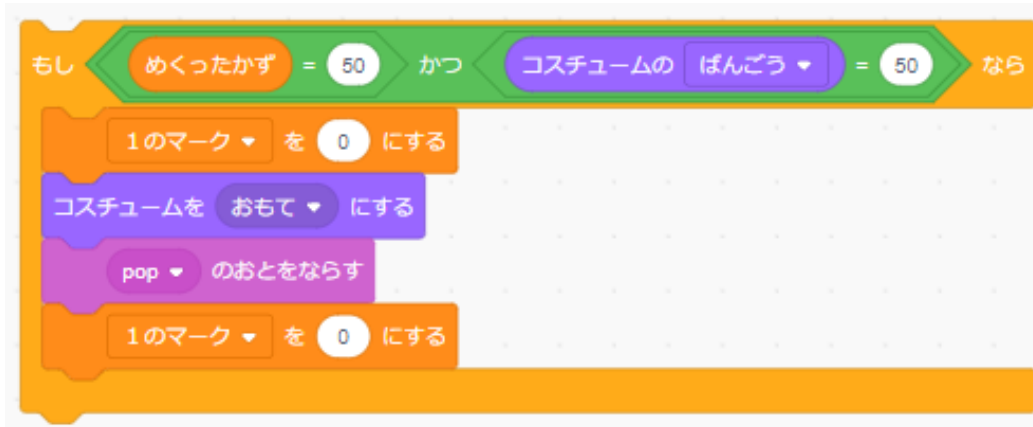 もし めくったかず = 50 かつ コスチュームの ばんごう = 50 なら
1のマーク を 0 にする
コスチュームを おもて にする
pop のおとをならす
1のマーク を 0 にする